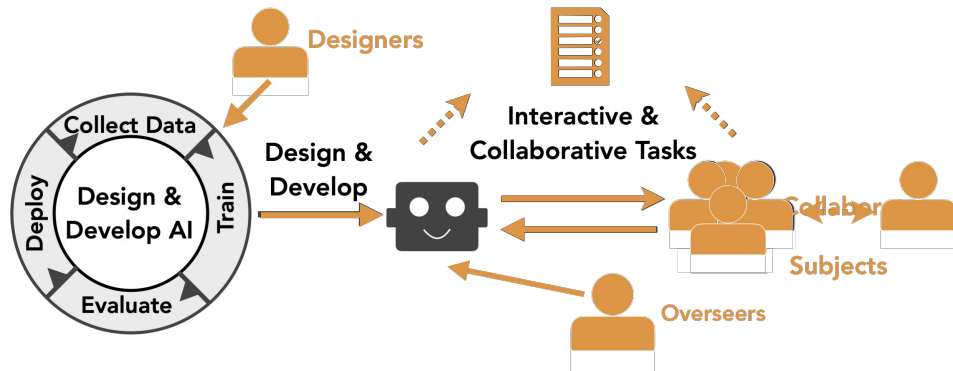 Designers
Collect Data
Design &
Develop
Interactive &
Collaborative Tasks
Deploy
Design &
Develop AI
Train
Evaluate
Subjects
Overseers